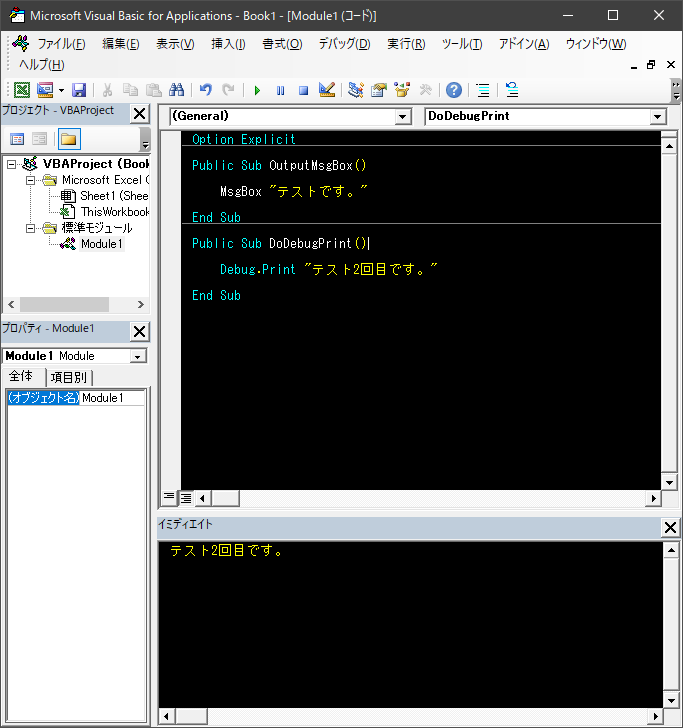 Microsoft Visual Basic for Applications - Book1 - [Module1 (コード)]
ファイル(F) 編集(E) 表示(V) 挿入(I) 書式(O) デバッグ(D) 実行(R) ツール(T) アドイン(A) ウィンドウ(W)
ヘルプ(H)
プロジェクト - VBAProject
VBAProject (Book
Microsoft Excel (
Sheet1 (Shee
ThisWorkbook
標準モジュール
Module1
プロパティ - Module1
Module1 Module
全体 項目別
(オブジェクト名) Module1
(General) DoDebugPrint
Option Explicit
Public Sub OutputMsgBox()
MsgBox "テストです。"
End Sub
Public Sub DoDebugPrint()
Debug.Print "テスト2回目です。"
End Sub
イミディエイト
テスト2回目です。